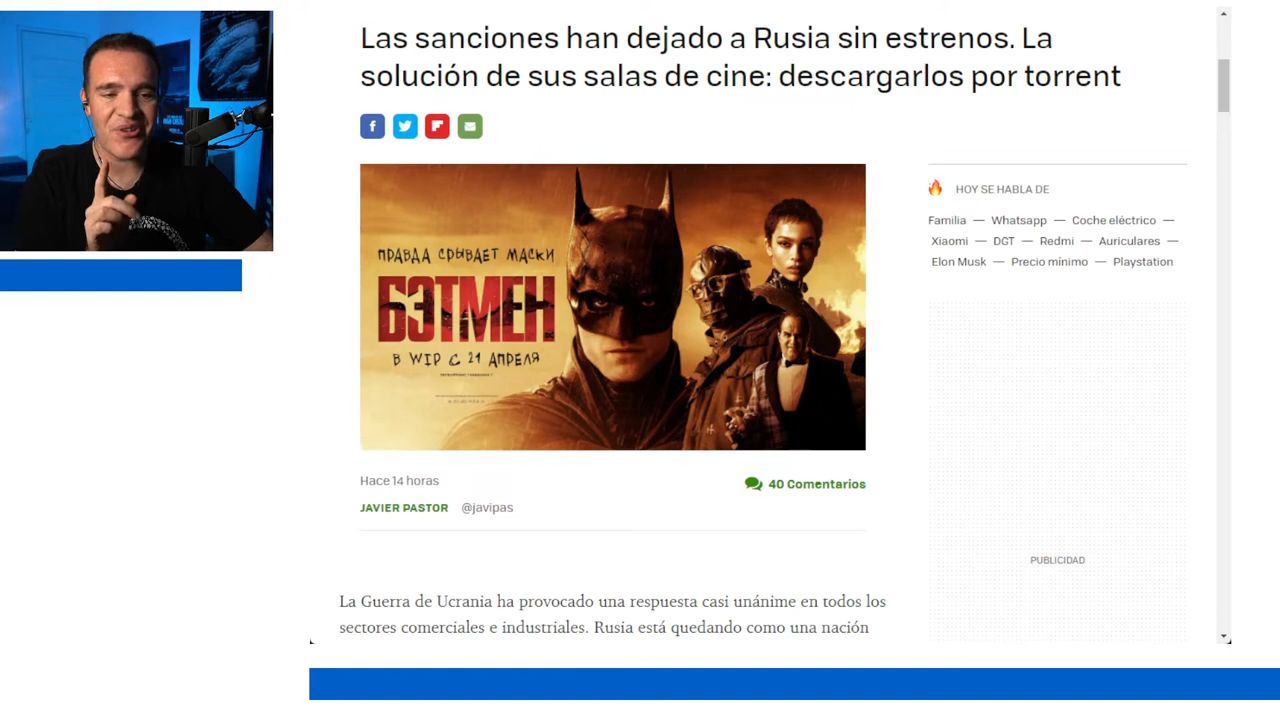 Las sanciones han dejado a Rusia sin estrenos. La
solución de sus salas de cine: descargarlos por torrent
ПРАВДА СРЫВАЕТ МАСКИ
БЭТМЕН
В WIP С 21 АПРЕЛЯ
HOY SE HABLA DE
Familia — Whatsapp — Coche eléctrico —
Xiaomi — DGT — Redmi — Auriculares —
Elon Musk — Precio mínimo — Playstation
Hace 14 horas
40 Comentarios
JAVIER PASTOR @javipas
PUBLICIDAD
La Guerra de Ucrania ha provocado una respuesta casi unánime en todos los
sectores comerciales e industriales. Rusia está quedando como una nación